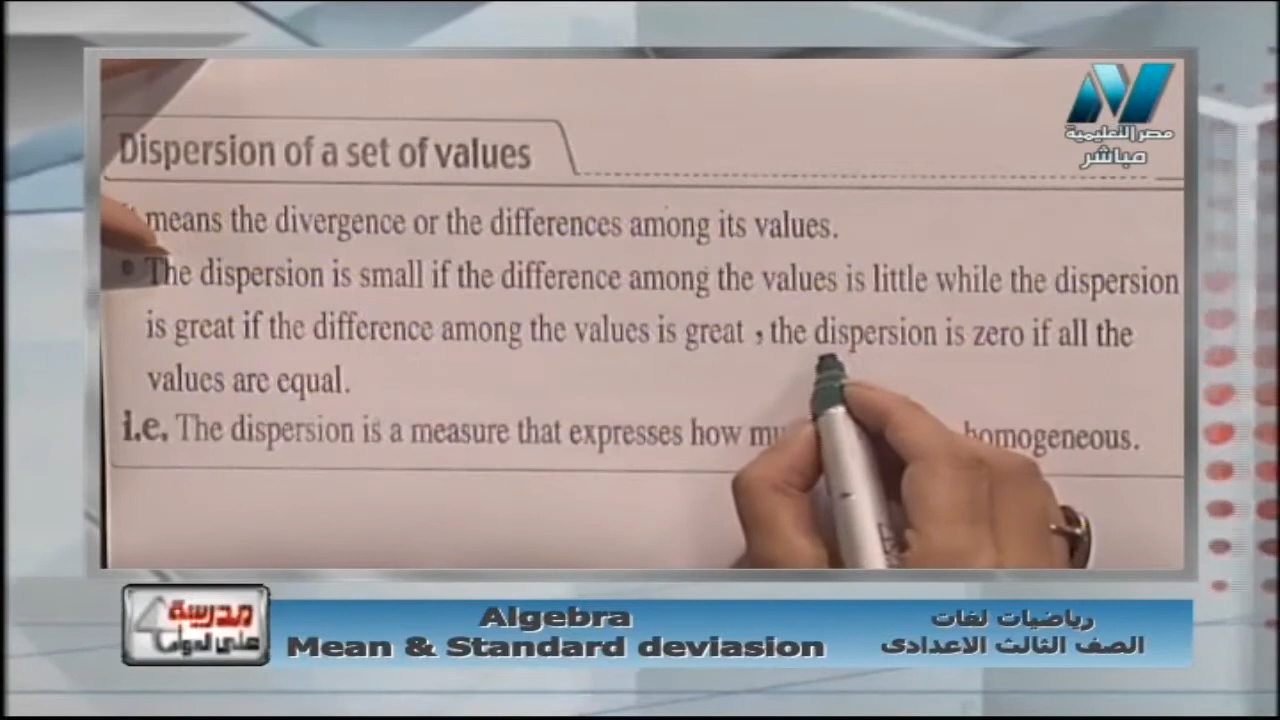 مصر التعليمية
مباشر
Dispersion of a set of values
means the divergence or the differences among its values.
• The dispersion is small if the difference among the values is little while the dispersion
is great if the difference among the values is great , the dispersion is zero if all the
values are equal.
i.e. The dispersion is a measure that expresses how homogeneous.
مدرسة
على الهوا
Algebra
Mean & Standard deviasion
رياضيات لغات
الصف الثالث الاعدادى